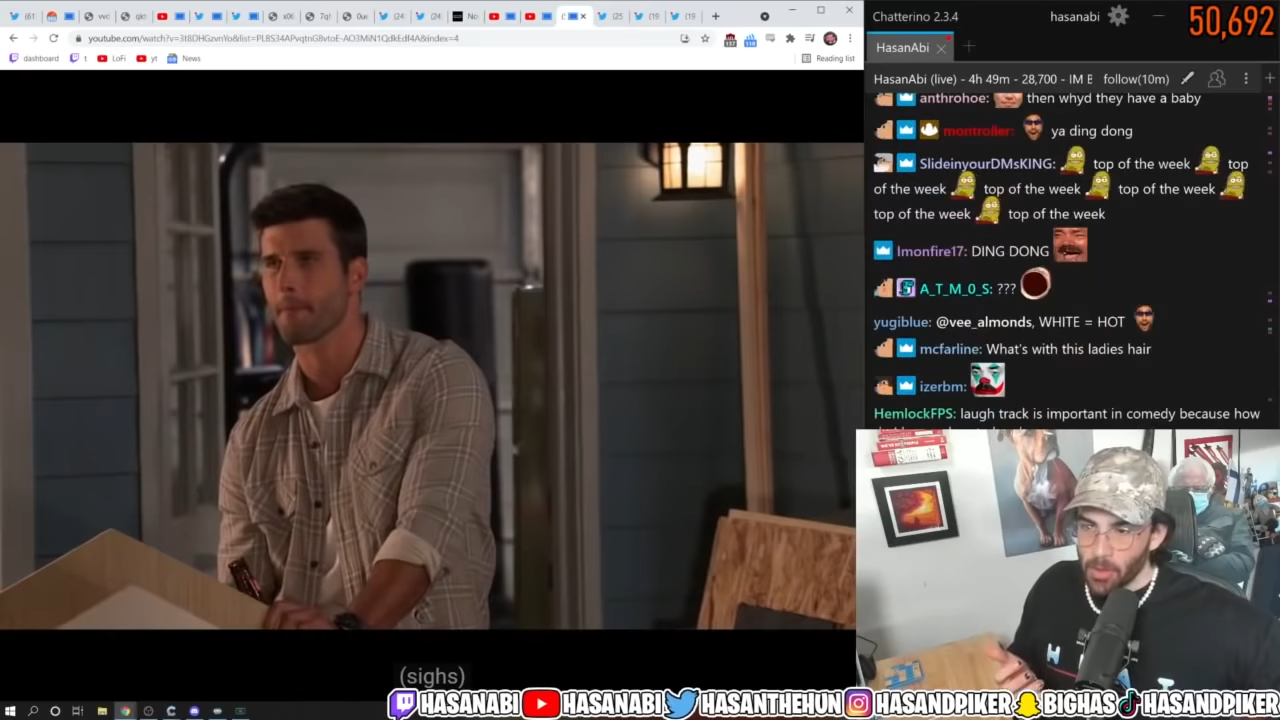 youtube.com/watch?v=3t8DHGzvnYo&list=PL8S34APvqtnG8vtoE-AO3MiN1QdkEdf4A&index=4
dashboard
t
LoFi
yt
News
Reading list
(sighs)
Chatterino 2.3.4
hasanabi
50,692
HasanAbi
HasanAbi (live) - 4h 49m - 28,700 - IM E
follow(10m)
anthrohoe: then whyd they have a baby
montroller: ya ding dong
SlideinyourDMsKING: top of the week top
of the week top of the week top of the week
top of the week top of the week
Imonfire17: DING DONG
A_T_M_0_S: ???
yugiblue: @vee_almonds, WHITE = HOT
mcfarline: What's with this ladies hair
izerbm:
HemlockFPS: laugh track is important in comedy because how
HASANABI HASANABI HASANTHEHUN HASANDPIKER BIGHAS HASANDPIKER